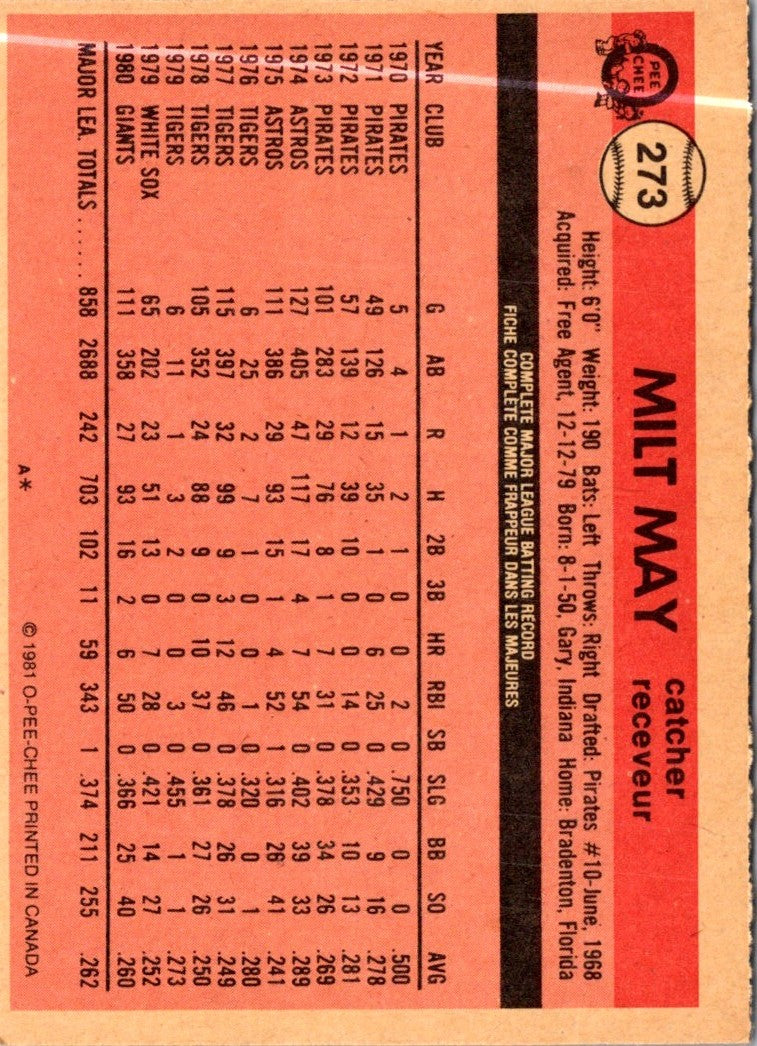 O
PEE
CHEE
273
MILT MAY
catcher
receveur
Height: 6'0" Weight: 190 Bats: Left Throws: Right Drafted: Pirates #10-June, 1968
Acquired: Free Agent, 12-12-79 Born: 8-1-50, Gary, Indiana Home: Bradenton, Florida
COMPLETE MAJOR LEAGUE BATTING RECORD
FICHE COMPLÈTE COMME FRAPPEUR DANS LES MAJEURES
YEAR CLUB G AB R H 2B 3B HR RBI SB SLG BB SO AVG
1970 PIRATES 5 4 1 2 1 0 0 2 0 .750 0 0 .500
1971 PIRATES 49 126 15 35 1 0 6 25 0 .429 9 16 .278
1972 PIRATES 57 139 12 39 10 0 0 14 0 .353 10 13 .281
1973 PIRATES 101 283 29 76 8 1 7 31 0 .378 34 26 .269
1974 ASTROS 127 405 47 117 17 4 7 54 0 .402 39 33 .289
1975 ASTROS 111 386 29 93 15 1 4 52 1 .316 26 41 .241
1976 TIGERS 6 25 2 7 1 0 0 1 0 .320 0 1 .280
1977 TIGERS 115 397 32 99 9 3 12 46 0 .378 26 31 .249
1978 TIGERS 105 352 24 88 9 0 10 37 0 .361 27 26 .250
1979 TIGERS 6 11 1 3 2 0 0 3 0 .455 1 1 .273
1979 WHITE SOX 65 202 23 51 13 0 7 28 0 .421 14 27 .252
1980 GIANTS 111 358 27 93 16 2 6 50 0 .366 25 40 .260
MAJOR LEA. TOTALS ...... 858 2688 242 703 102 11 59 343 1 .374 211 255 .262
A*
© 1981 O-PEE-CHEE PRINTED IN CANADA